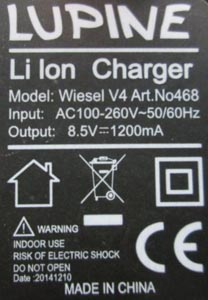 LUPINE
Li Ion Charger
Model: Wiesel V4 Art.No468
Input: AC100-260V~50/60Hz
Output: 8.5V⎓1200mA
WARNING
INDOOR USE
RISK OF ELECTRIC SHOCK
DO NOT OPEN
Date :20141210
CE
MADE IN CHINA